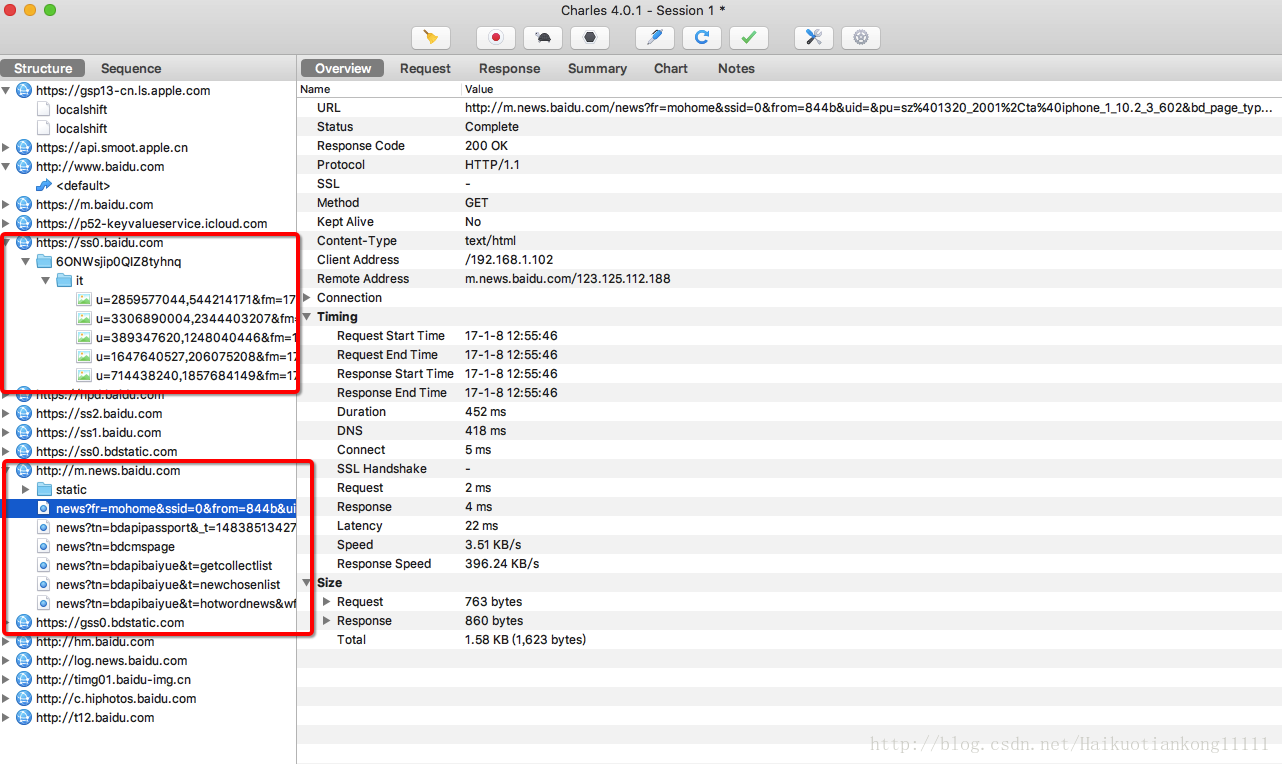 Charles 4.0.1 - Session 1 *
Structure Sequence
Overview Request Response Summary Chart Notes
https://gsp13-cn.ls.apple.com
localshift
localshift
https://api.smoot.apple.cn
http://www.baidu.com
<default>
https://m.baidu.com
https://p52-keyvalueservice.icloud.com
https://ss0.baidu.com
6ONWsjip0QIZ8tyhnq
it
u=2859577044,544214171&fm=17
u=3306890004,2344403207&fm=
u=389347620,1248040446&fm=1
u=1647640527,206075208&fm=17
u=714438240,1857684149&fm=17
https://hpd.baidu.com
https://ss2.baidu.com
https://ss1.baidu.com
https://ss0.bdstatic.com
http://m.news.baidu.com
static
news?fr=mohome&ssid=0&from=844b&ui
news?tn=bdapipassport&_t=14838513427
news?tn=bdcmspage
news?tn=bdapibaiyue&t=getcollectlist
news?tn=bdapibaiyue&t=newchosenlist
news?tn=bdapibaiyue&t=hotwordnews&wf
https://gss0.bdstatic.com
http://hm.baidu.com
http://log.news.baidu.com
http://timg01.baidu-img.cn
http://c.hiphotos.baidu.com
http://t12.baidu.com
Name Value
URL http://m.news.baidu.com/news?fr=mohome&ssid=0&from=844b&uid=&pu=sz%401320_2001%2Cta%40iphone_1_10.2_3_602&bd_page_typ...
Status Complete
Response Code 200 OK
Protocol HTTP/1.1
SSL -
Method GET
Kept Alive No
Content-Type text/html
Client Address /192.168.1.102
Remote Address m.news.baidu.com/123.125.112.188
Connection
Timing
Request Start Time 17-1-8 12:55:46
Request End Time 17-1-8 12:55:46
Response Start Time 17-1-8 12:55:46
Response End Time 17-1-8 12:55:46
Duration 452 ms
DNS 418 ms
Connect 5 ms
SSL Handshake -
Request 2 ms
Response 4 ms
Latency 22 ms
Speed 3.51 KB/s
Response Speed 396.24 KB/s
Size
Request 763 bytes
Response 860 bytes
Total 1.58 KB (1,623 bytes)
http://blog.csdn.net/Haikuotiankong11111